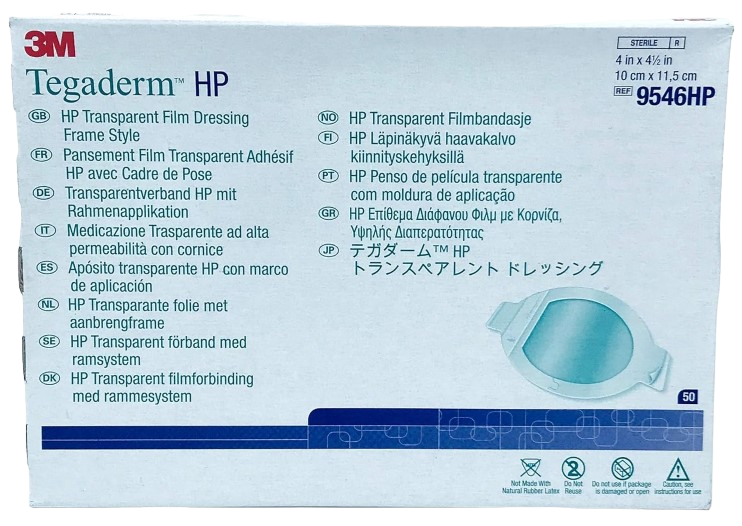 3M
Tegaderm™ HP
STERILE R
4 in x 4½ in
10 cm x 11,5 cm
REF 9546HP
GB HP Transparent Film Dressing
Frame Style
FR Pansement Film Transparent Adhésif
HP avec Cadre de Pose
DE Transparentverband HP mit
Rahmenapplikation
IT Medicazione Trasparente ad alta
permeabilità con cornice
ES Apósito transparente HP con marco
de aplicación
NL HP Transparante folie met
aanbrengframe
SE HP Transparent förband med
ramsystem
DK HP Transparent filmforbinding
med rammesystem
NO HP Transparent Filmbandasje
FI HP Läpinäkyvä haavakalvo
kiinnityskehyksillä
PT HP Penso de película transparente
com moldura de aplicação
GR HP Επίθεμα Διάφανου Φιλμ με Κορνίζα,
Υψηλής Διαπερατότητας
JP テガダーム™ HP
トランスペアレント ドレッシング
50
Not Made With
Natural Rubber Latex
2
Do Not
Reuse
Do not use if package
is damaged or open
Caution, see
instructions for use